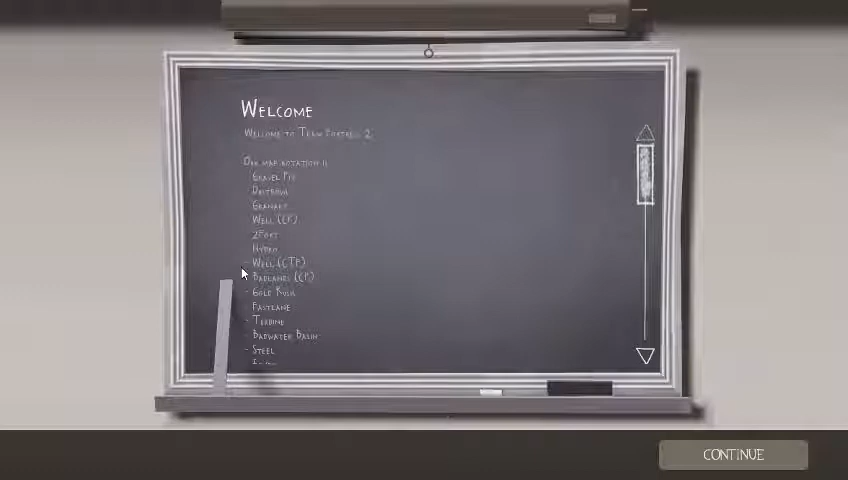 Welcome
Welcome to Team Fortress 2
Our map rotation is
Gravel Pit
Dustbowl
Granary
Well (CP)
2Fort
Hydro
- Well (CTF)
- Badlands (CP)
- Gold Rush
Fastlane
- Turbine
- Badwater Basin
- Steel
CONTINUE